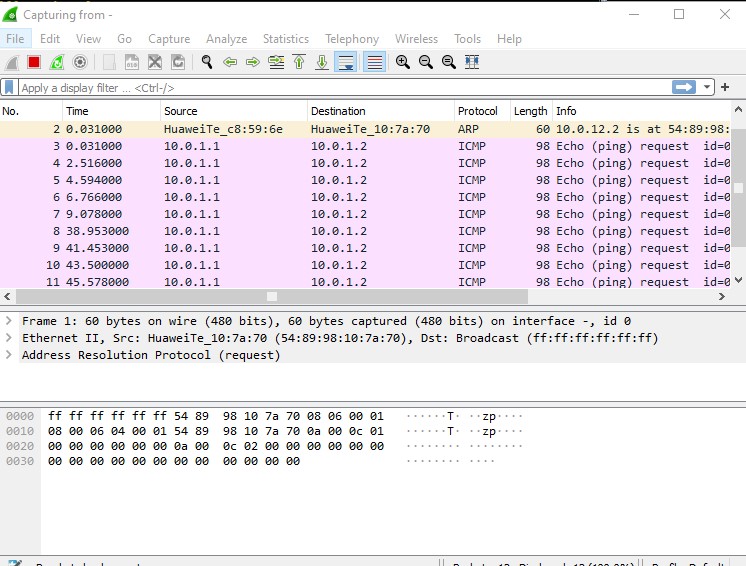 Capturing from -
File Edit View Go Capture Analyze Statistics Telephony Wireless Tools Help
Apply a display filter ... <Ctrl-/>
No. Time Source Destination Protocol Length Info
2 0.031000 HuaweiTe_c8:59:6e HuaweiTe_10:7a:70 ARP 60 10.0.12.2 is at 54:89:98:
3 0.031000 10.0.1.1 10.0.1.2 ICMP 98 Echo (ping) request id=0
4 2.516000 10.0.1.1 10.0.1.2 ICMP 98 Echo (ping) request id=0
5 4.594000 10.0.1.1 10.0.1.2 ICMP 98 Echo (ping) request id=0
6 6.766000 10.0.1.1 10.0.1.2 ICMP 98 Echo (ping) request id=0
7 9.078000 10.0.1.1 10.0.1.2 ICMP 98 Echo (ping) request id=0
8 38.953000 10.0.1.1 10.0.1.2 ICMP 98 Echo (ping) request id=0
9 41.453000 10.0.1.1 10.0.1.2 ICMP 98 Echo (ping) request id=0
10 43.500000 10.0.1.1 10.0.1.2 ICMP 98 Echo (ping) request id=0
11 45.578000 10.0.1.1 10.0.1.2 ICMP 98 Echo (ping) request id=0
Frame 1: 60 bytes on wire (480 bits), 60 bytes captured (480 bits) on interface -, id 0
Ethernet II, Src: HuaweiTe_10:7a:70 (54:89:98:10:7a:70), Dst: Broadcast (ff:ff:ff:ff:ff:ff)
Address Resolution Protocol (request)
0000 ff ff ff ff ff ff 54 89 98 10 7a 70 08 06 00 01 ······T· ··zp····
0010 08 00 06 04 00 01 54 89 98 10 7a 70 0a 00 0c 01 ······T· ··zp····
0020 00 00 00 00 00 00 0a 00 0c 02 00 00 00 00 00 00 ········ ········
0030 00 00 00 00 00 00 00 00 00 00 00 00 ········ ····